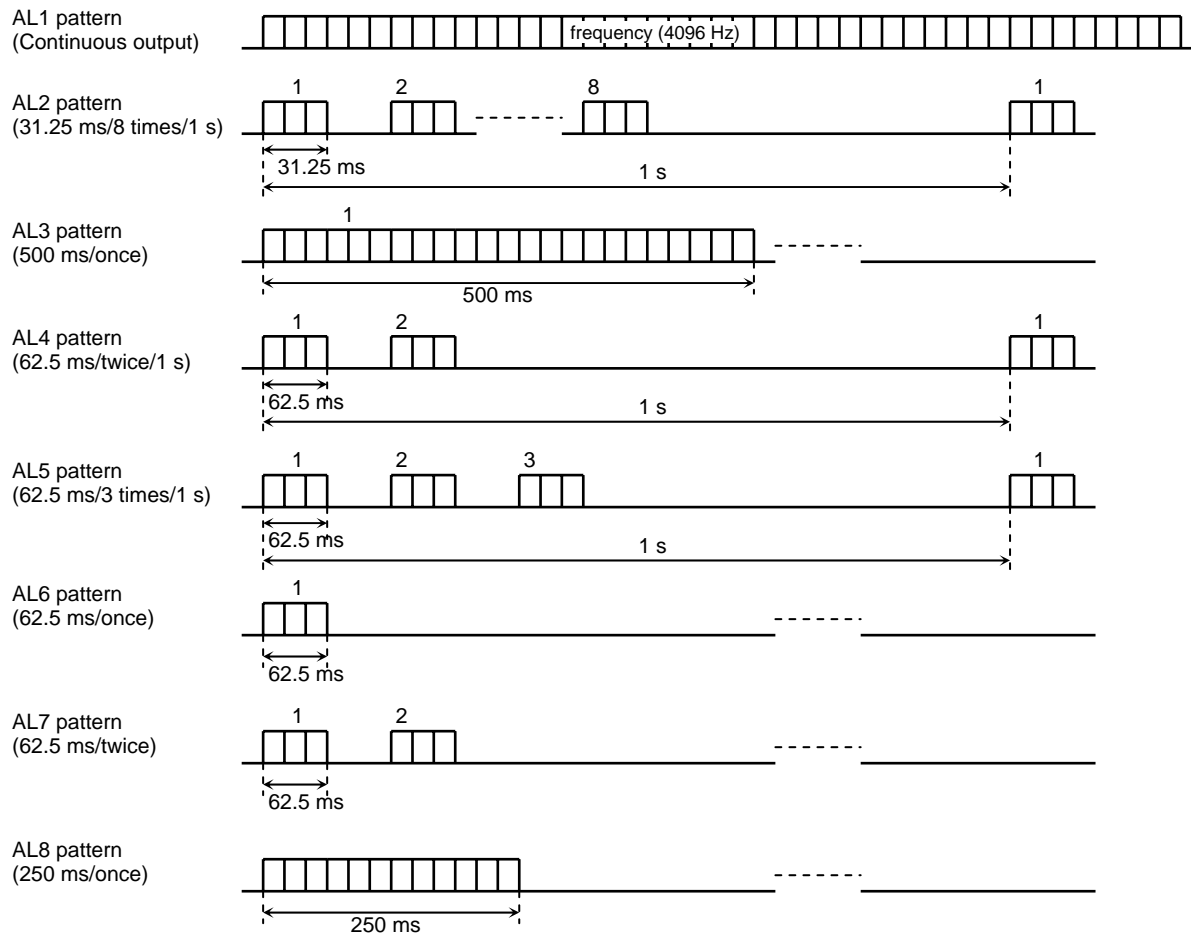 AL1 pattern
(Continuous output)
frequency (4096 Hz)
AL2 pattern
(31.25 ms/8 times/1 s)
1
2
8
1
31.25 ms
1 s
AL3 pattern
(500 ms/once)
1
500 ms
AL4 pattern
(62.5 ms/twice/1 s)
1
2
1
62.5 ms
1 s
AL5 pattern
(62.5 ms/3 times/1 s)
1
2
3
1
62.5 ms
1 s
AL6 pattern
(62.5 ms/once)
1
62.5 ms
AL7 pattern
(62.5 ms/twice)
1
2
62.5 ms
AL8 pattern
(250 ms/once)
250 ms